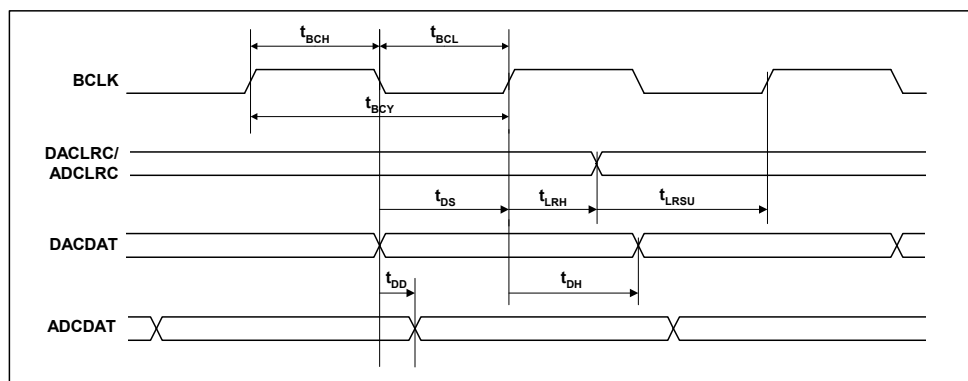 tBCH
tBCL
BCLK
tBCY
DACLRC/
ADCLRC
tDS
tLRH
tLRSU
DACDAT
tDD
tDH
ADCDAT